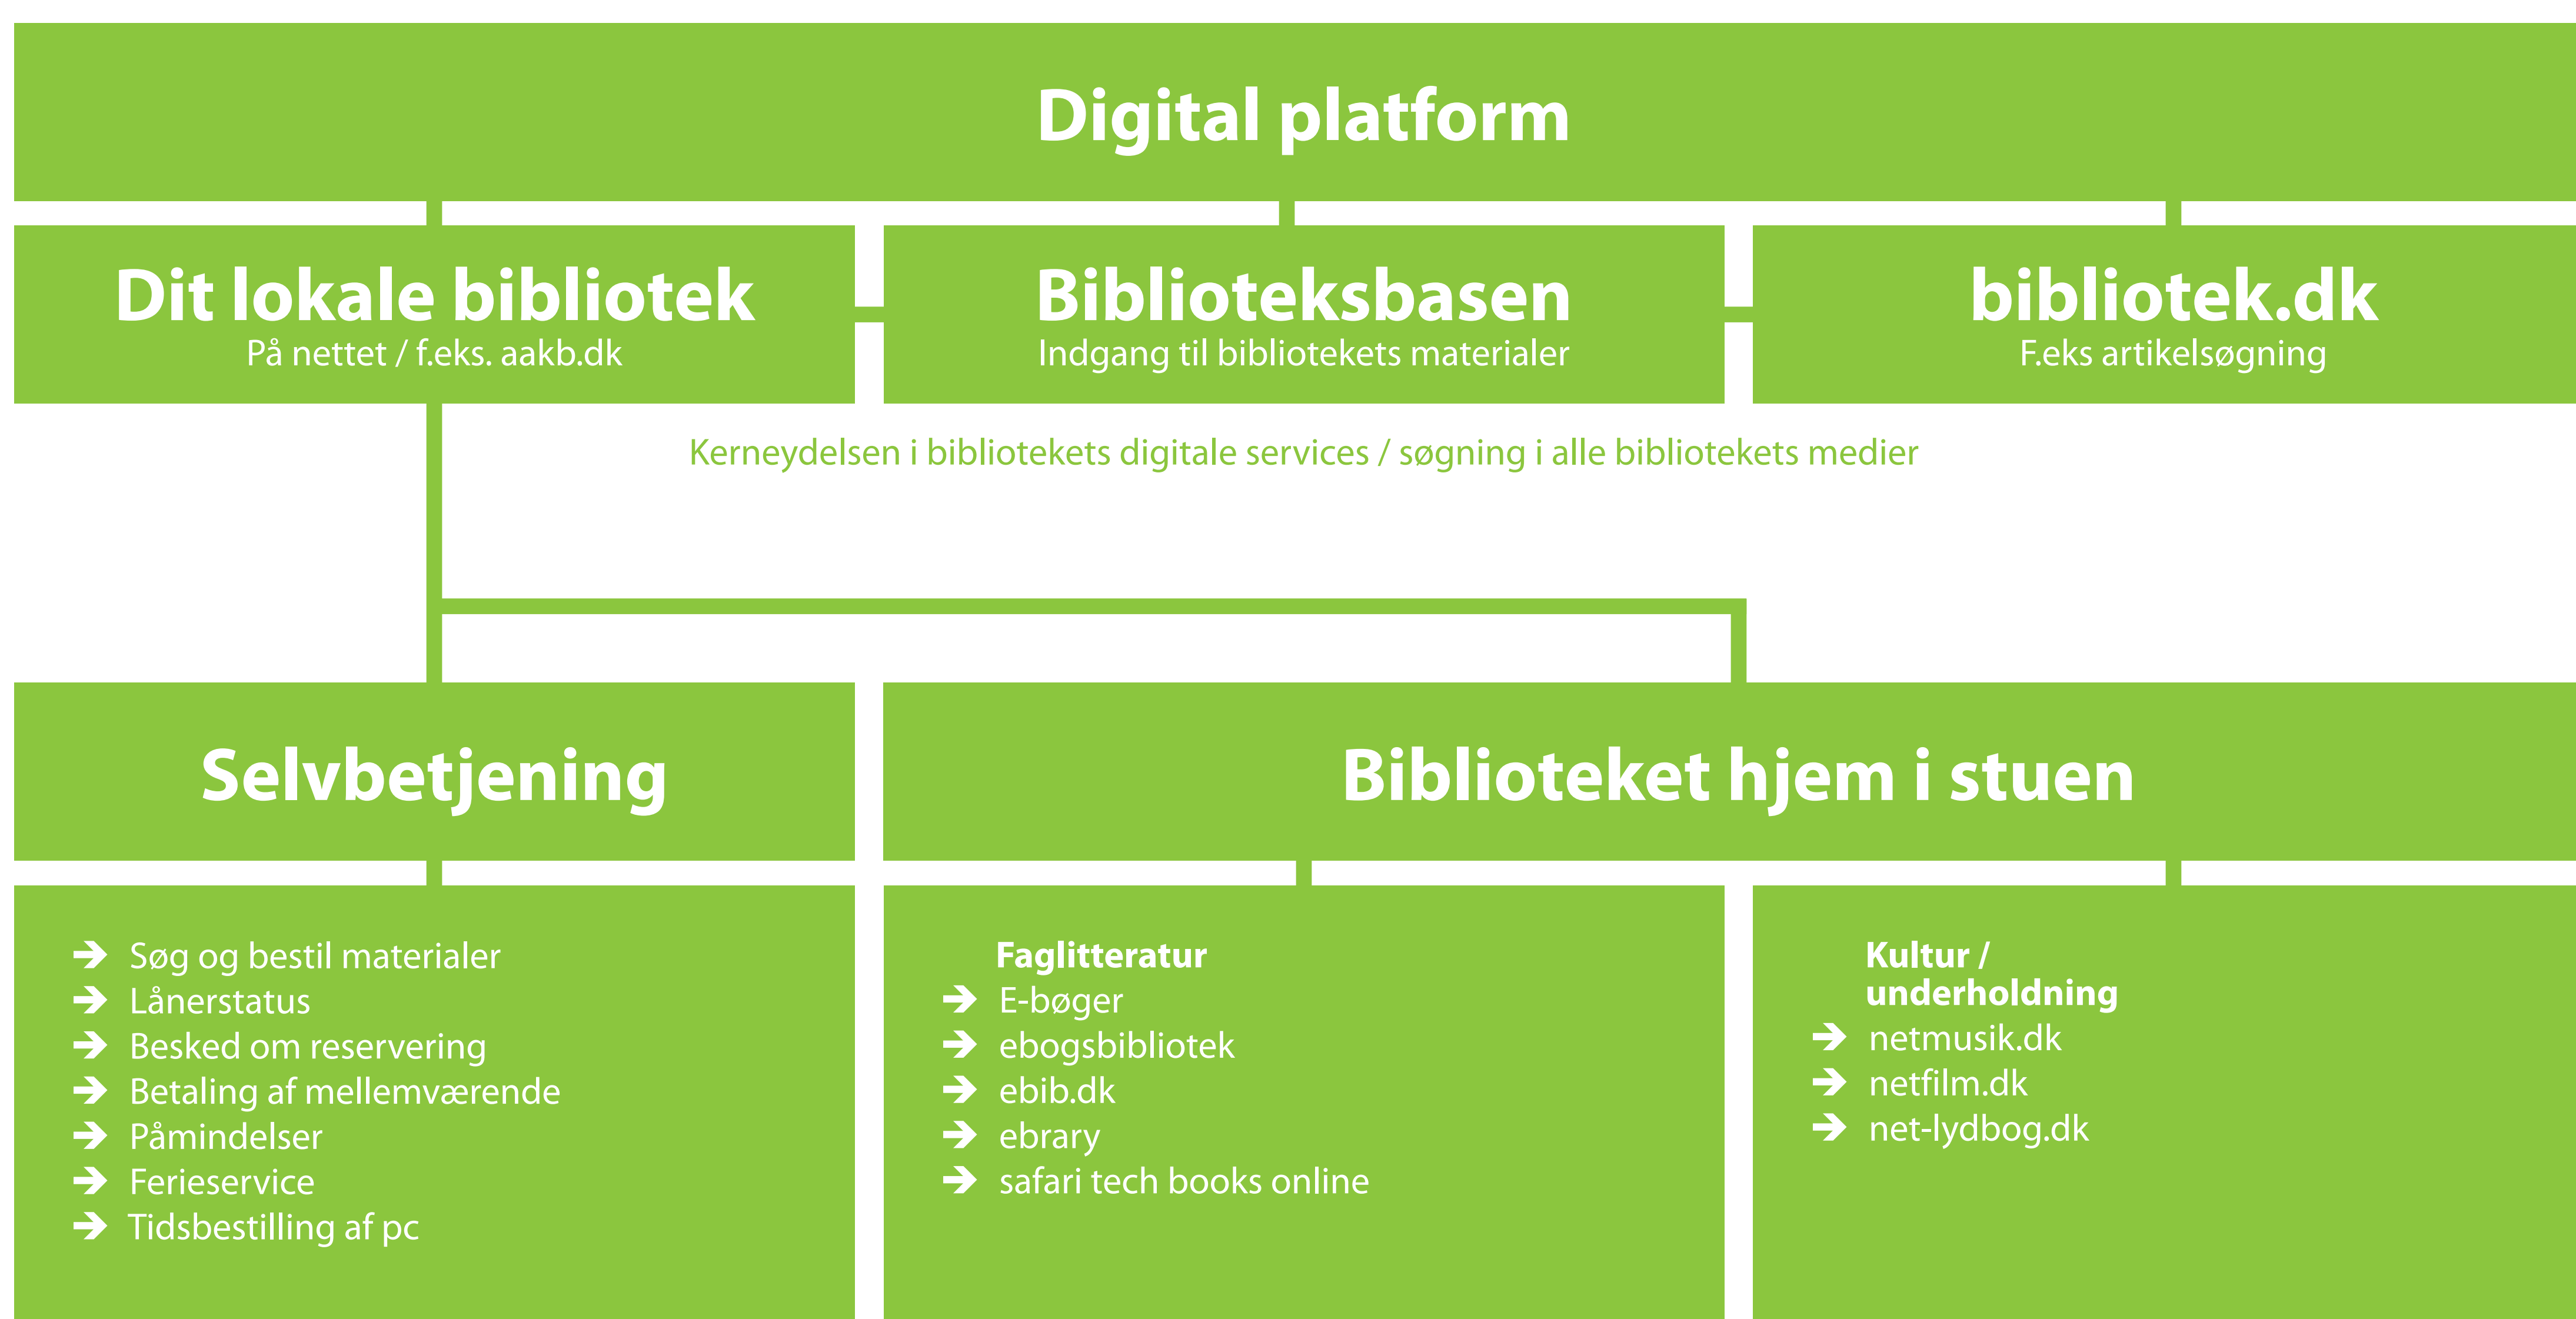 Digital platform
Dit lokale bibliotek
På nettet / f.eks. aakb.dk
Biblioteksbasen
Indgang til bibliotekets materialer
bibliotek.dk
F.eks artikelsøgning
Kerneydelsen i bibliotekets digitale services / søgning i alle bibliotekets medier
Selvbetjening
Biblioteket hjem i stuen
Søg og bestil materialer
Lånerstatus
Besked om reservering
Betaling af mellemværende
Påmindelser
Ferieservice
Tidsbestilling af pc
Faglitteratur
E-bøger
ebogsbibliotek
ebib.dk
ebrary
safari tech books online
Kultur /
underholdning
netmusik.dk
netfilm.dk
net-lydbog.dk